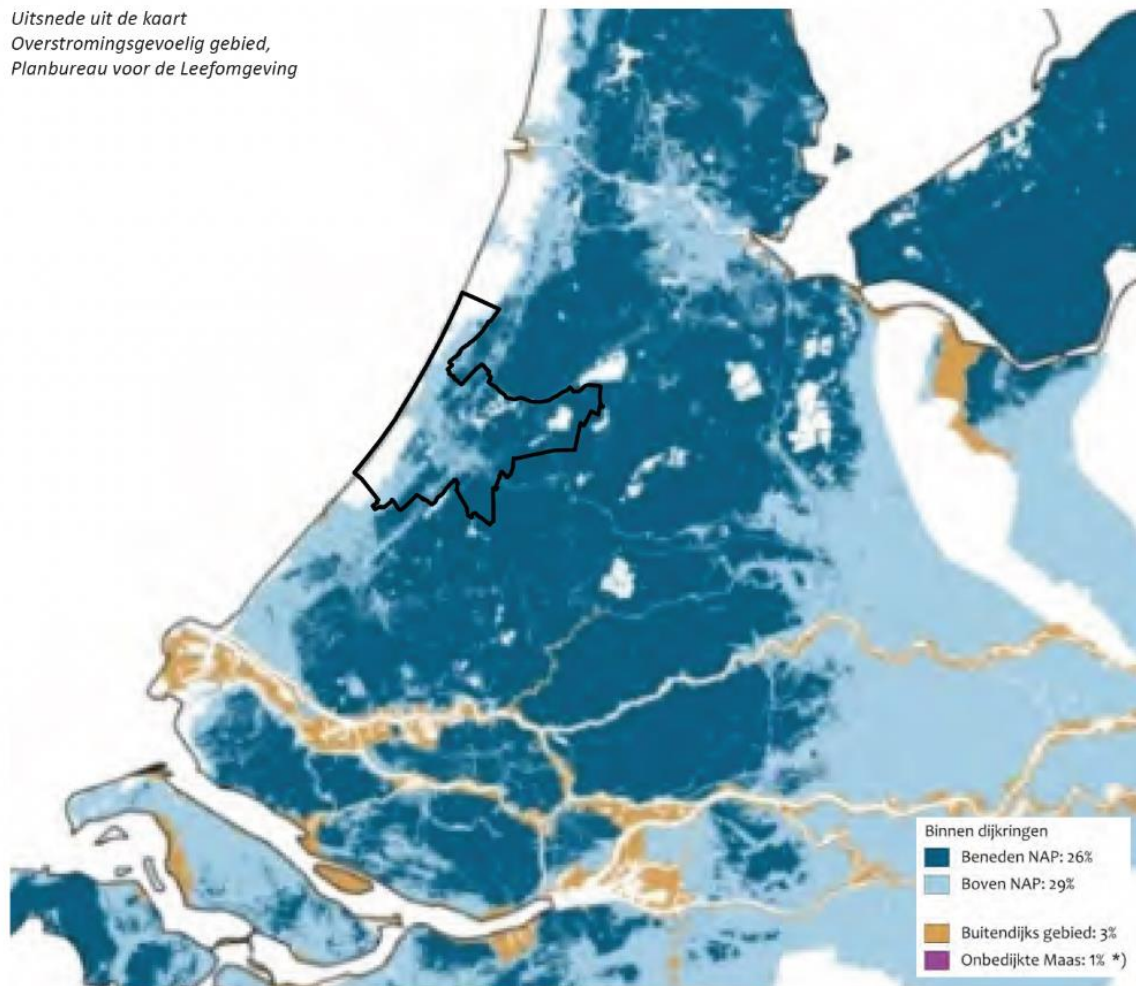 Uitsnede uit de kaart
Overstromingsgevoelig gebied,
Planbureau voor de Leefomgeving
Binnen dijkringen
Beneden NAP: 26%
Boven NAP: 29%
Buitendijks gebied: 3%
Onbedijkte Maas: 1% *)